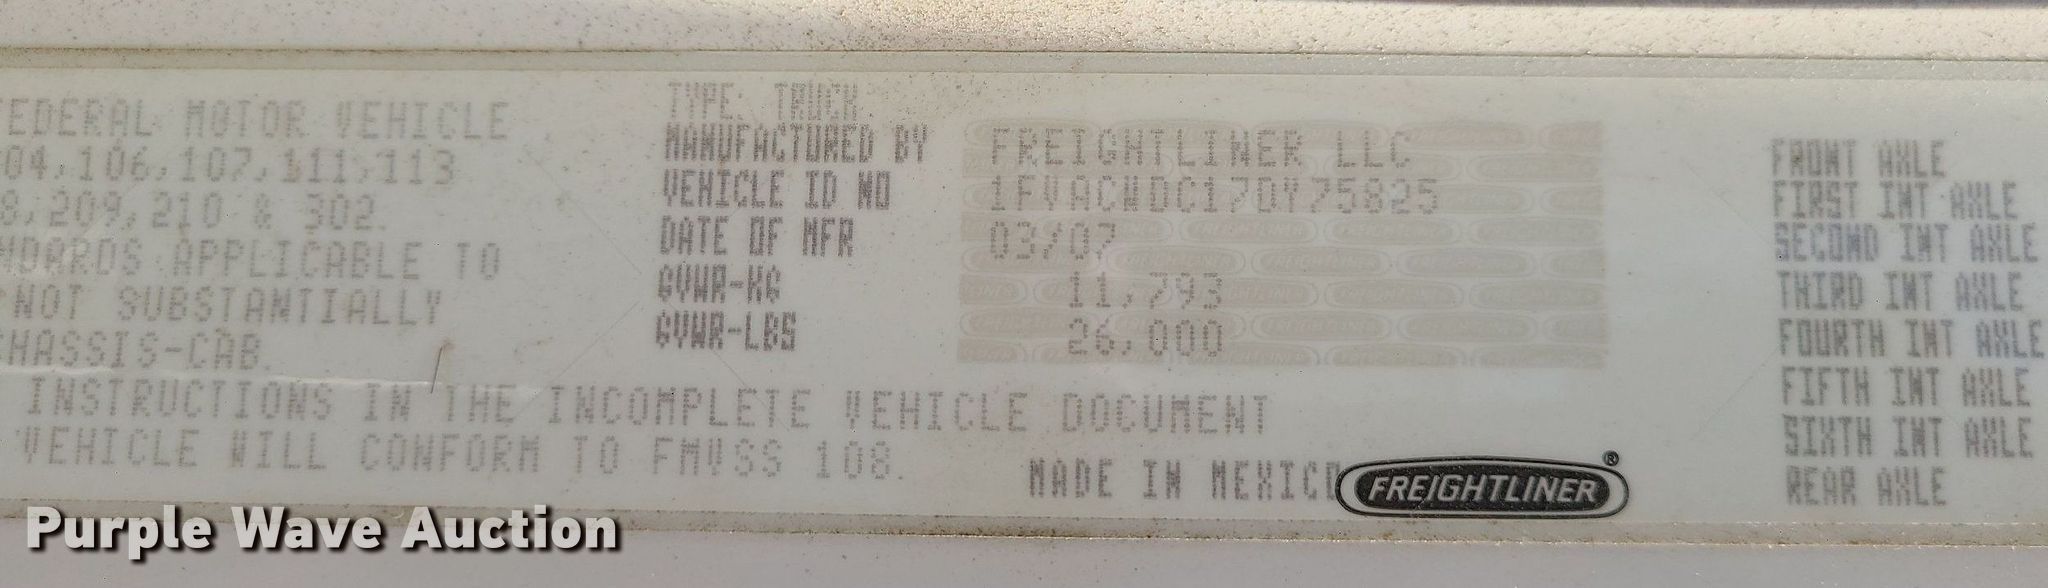 FEDERAL MOTOR VEHICLE
04,106,107,111,113
8,209,210 & 302.
NDARDS APPLICABLE TO
NOT SUBSTANTIALLY
CHASSIS-CAB.
INSTRUCTIONS IN THE INCOMPLETE VEHICLE DOCUMENT
VEHICLE WILL CONFORM TO FMVSS 108.
TYPE: TRUCK
MANUFACTURED BY FREIGHTLINER LLC
VEHICLE ID NO 1FVACWDC17DY75825
DATE OF MFR 03/07
GVWR-KG 11,793
GVWR-LBS 26,000
MADE IN MEXICO
FREIGHTLINER®
FRONT AXLE
FIRST INT AXLE
SECOND INT AXLE
THIRD INT AXLE
FOURTH INT AXLE
FIFTH INT AXLE
SIXTH INT AXLE
REAR AXLE
Purple Wave Auction